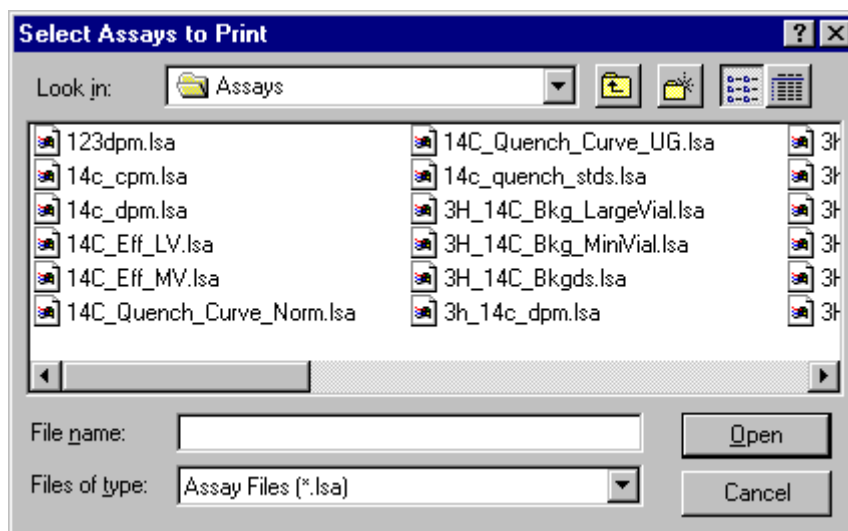 Select Assays to Print
Look in: Assays
123dpm.lsa
14c_cpm.lsa
14c_dpm.lsa
14C_Eff_LV.lsa
14C_Eff_MV.lsa
14C_Quench_Curve_Norm.lsa
14C_Quench_Curve_UG.lsa
14c_quench_stds.lsa
3H_14C_Bkg_LargeVial.lsa
3H_14C_Bkg_MiniVial.lsa
3H_14C_Bkgds.lsa
3h_14c_dpm.lsa
File name: Open
Files of type: Assay Files (*.lsa) Cancel